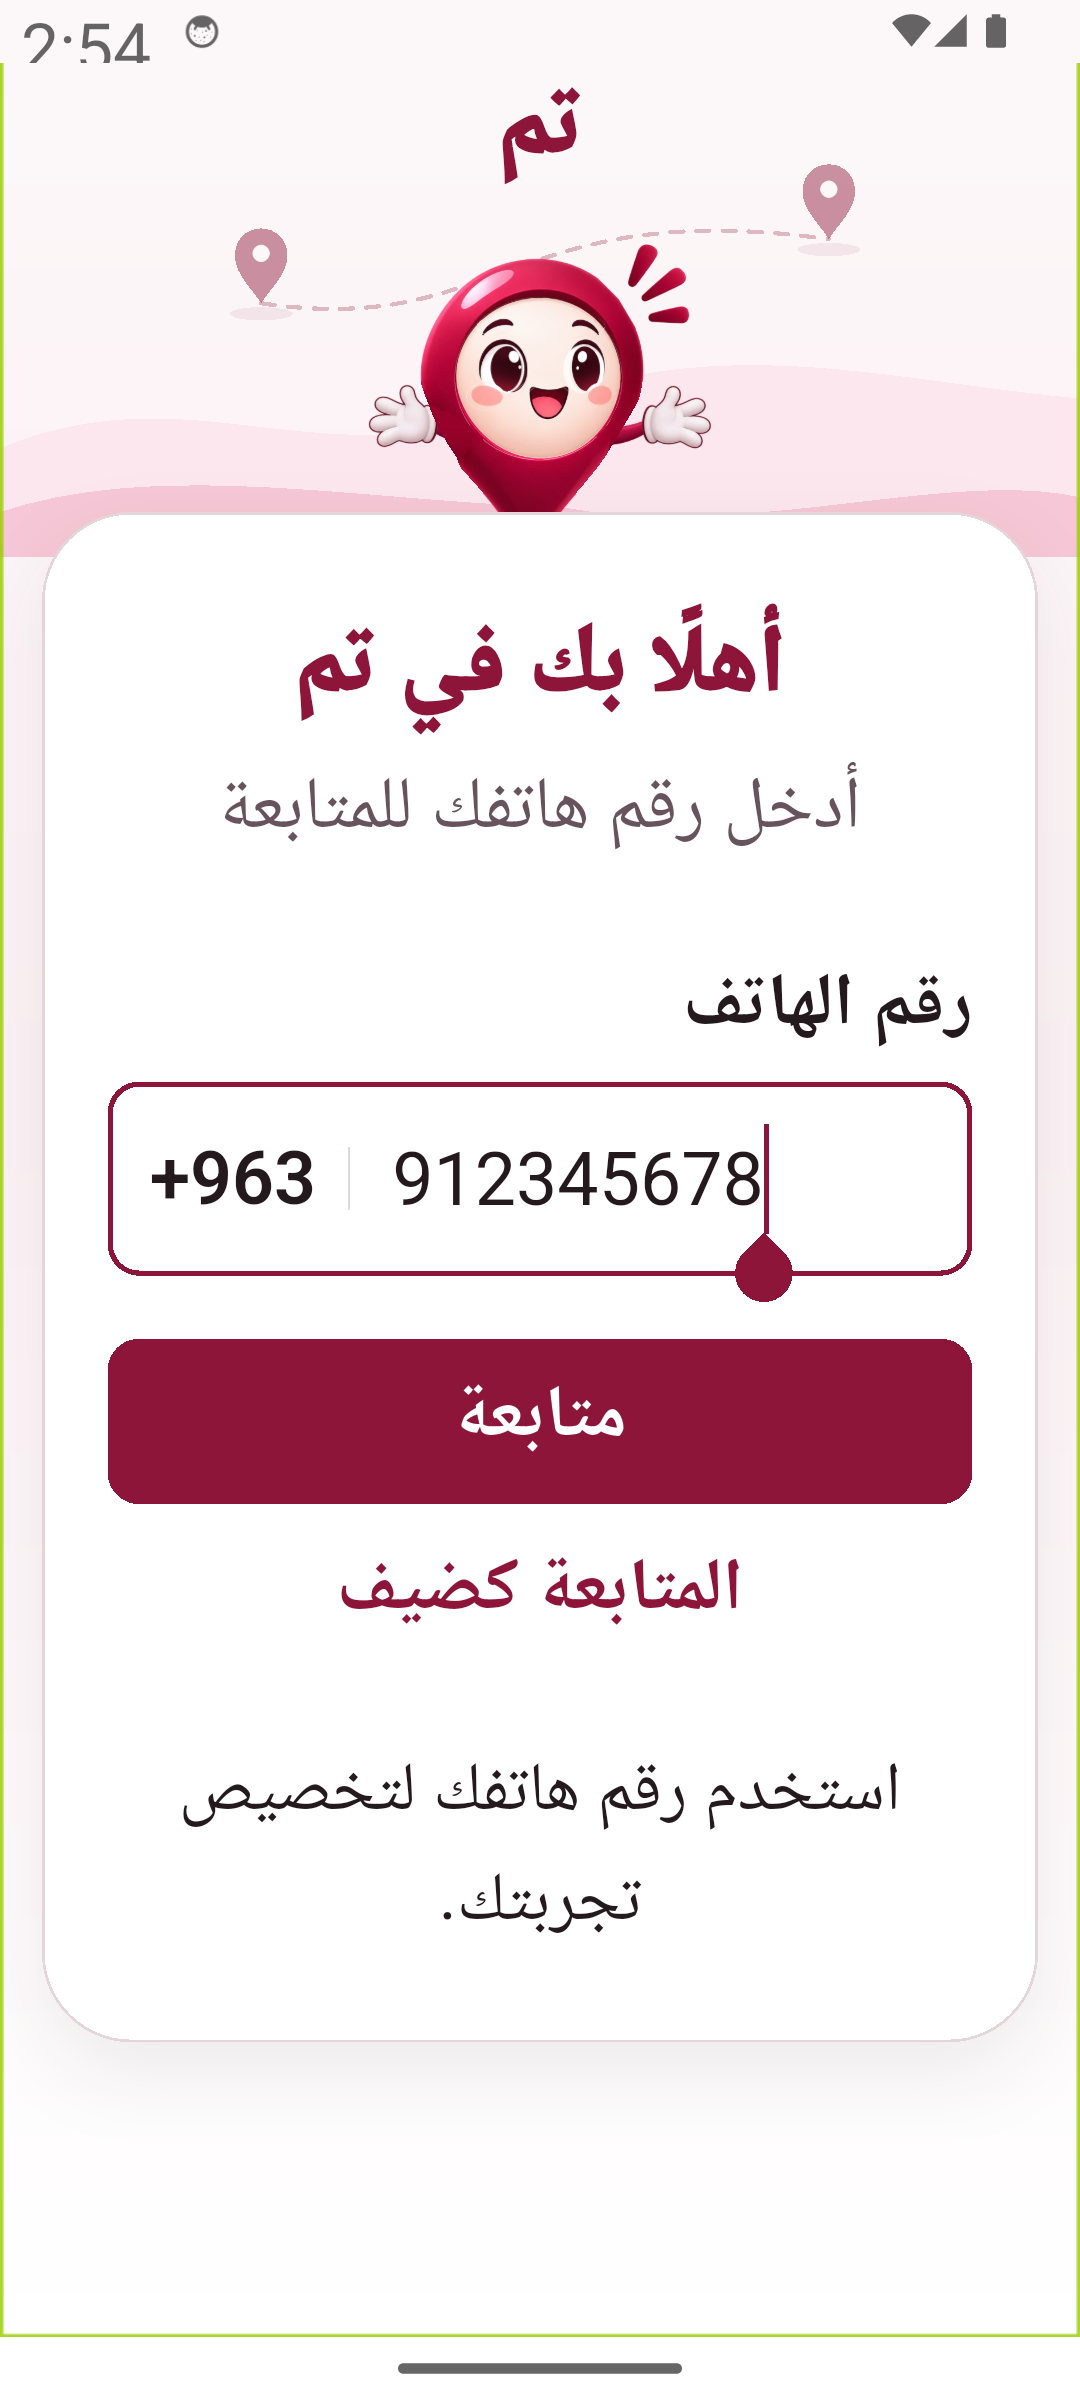 2:54
تم
أهلًا بك في تم
أدخل رقم هاتفك للمتابعة
رقم الهاتف
+963 912345678
متابعة
المتابعة كضيف
استخدم رقم هاتفك لتخصيص
تجربتك.